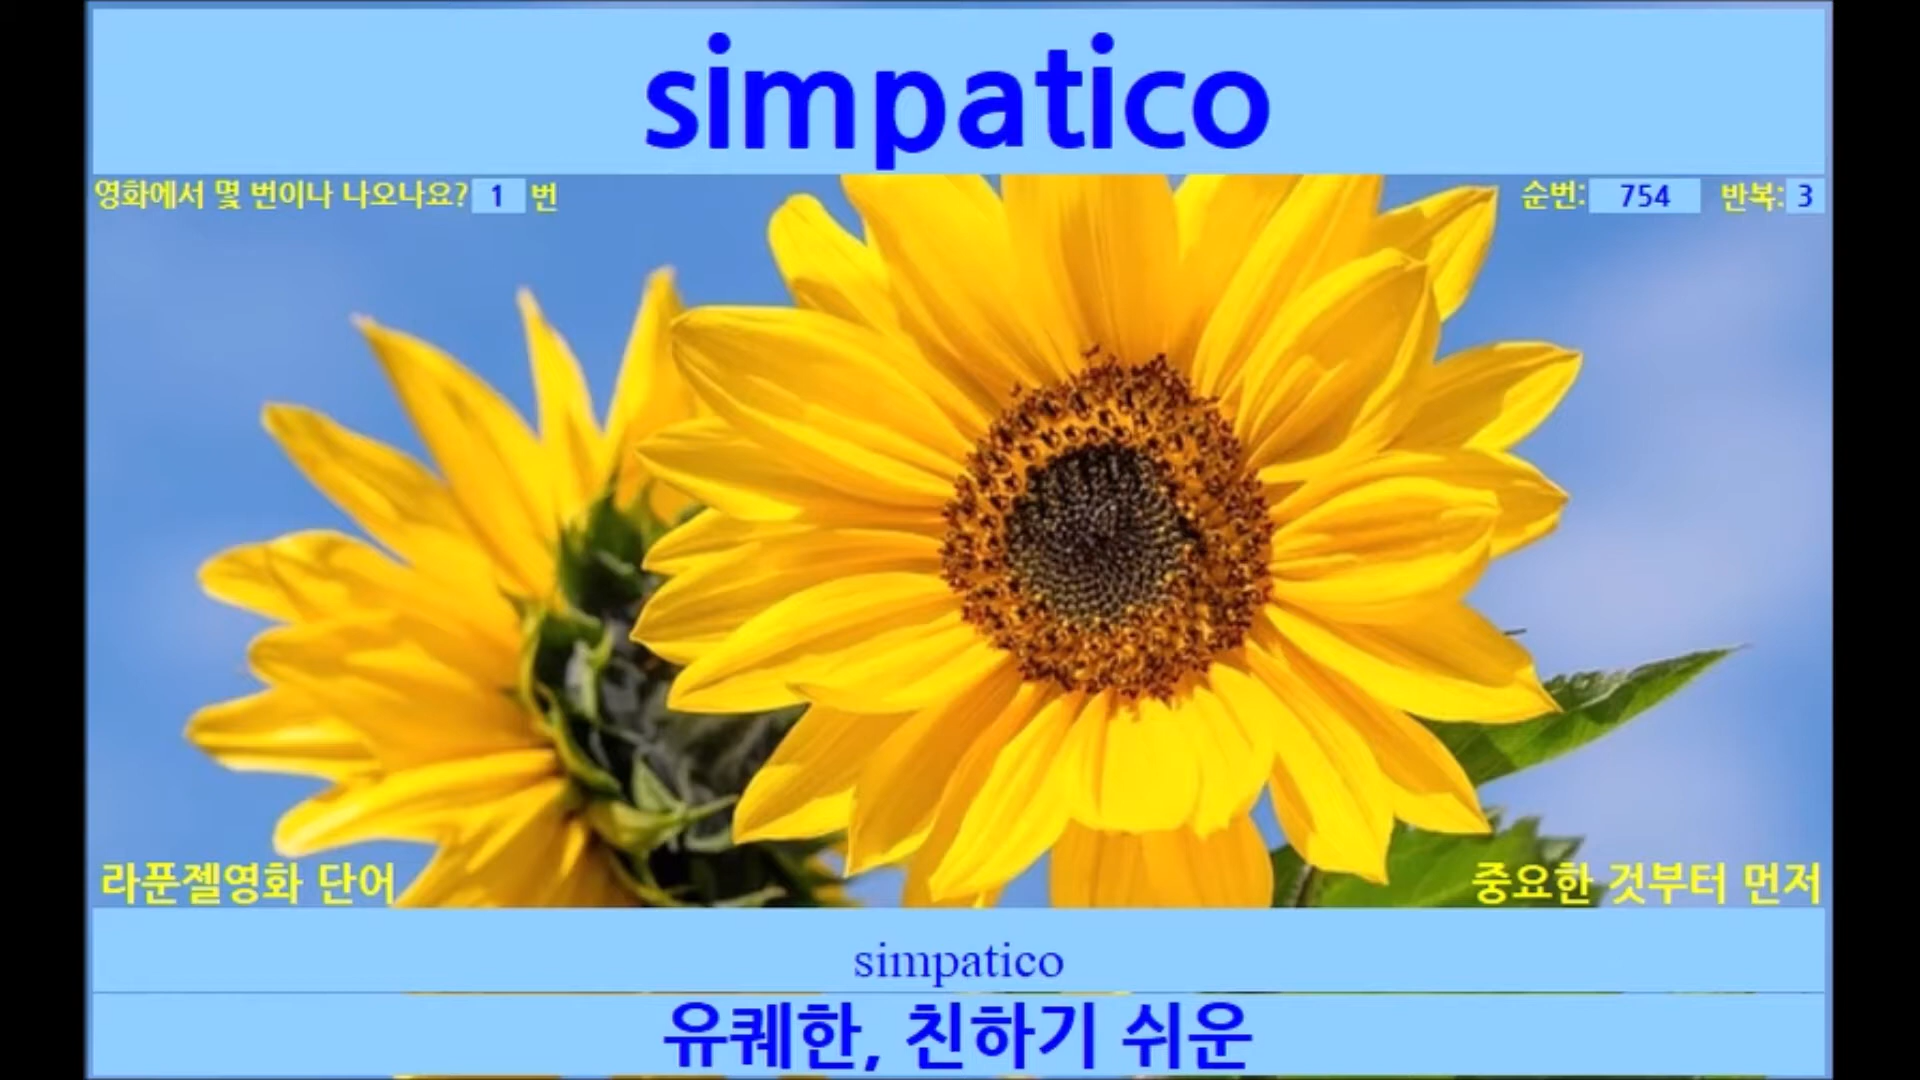 simpatico
영화에서 몇 번이나 나오나요? 1 번
순번: 754 반복: 3
라푼젤영화 단어
중요한 것부터 먼저
simpatico
유쾌한, 친하기 쉬운